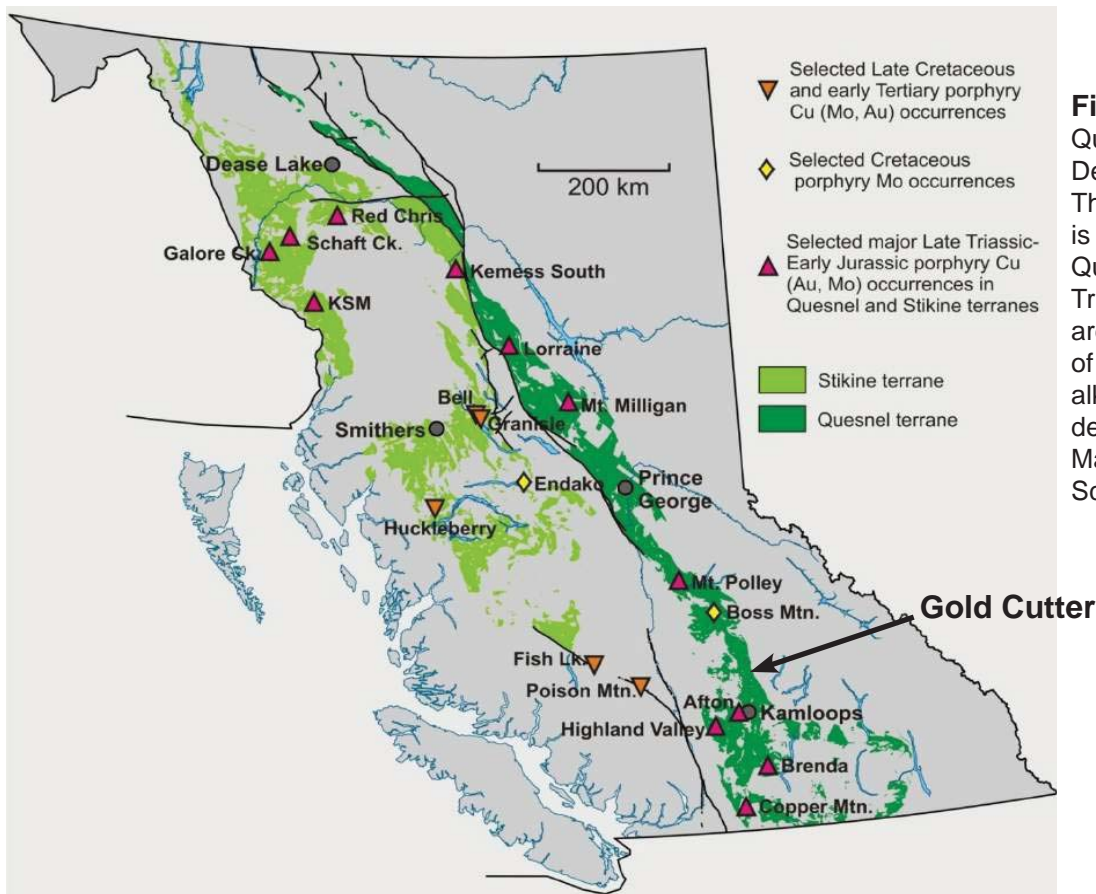 Selected Late Cretaceous
and early Tertiary porphyry
Cu (Mo, Au) occurrences
Selected Cretaceous
porphyry Mo occurrences
Selected major Late Triassic-
Early Jurassic porphyry Cu
(Au, Mo) occurrences in
Quesnel and Stikine terranes
Stikine terrane
Quesnel terrane
200 km
Dease Lake
Red Chris
Schaft Ck.
Galore Ck.
Kemess South
KSM
Lorraine
Mt. Milligan
Bell
Granisle
Smithers
Endako
Prince
George
Huckleberry
Mt. Polley
Boss Mtn.
Gold Cutter
Fish Lk.
Poison Mtn.
Afton
Kamloops
Highland Valley
Brenda
Copper Mtn.
Fi
Qu
De
Th
is
Qu
Tr
are
of
alk
de
Ma
Sc